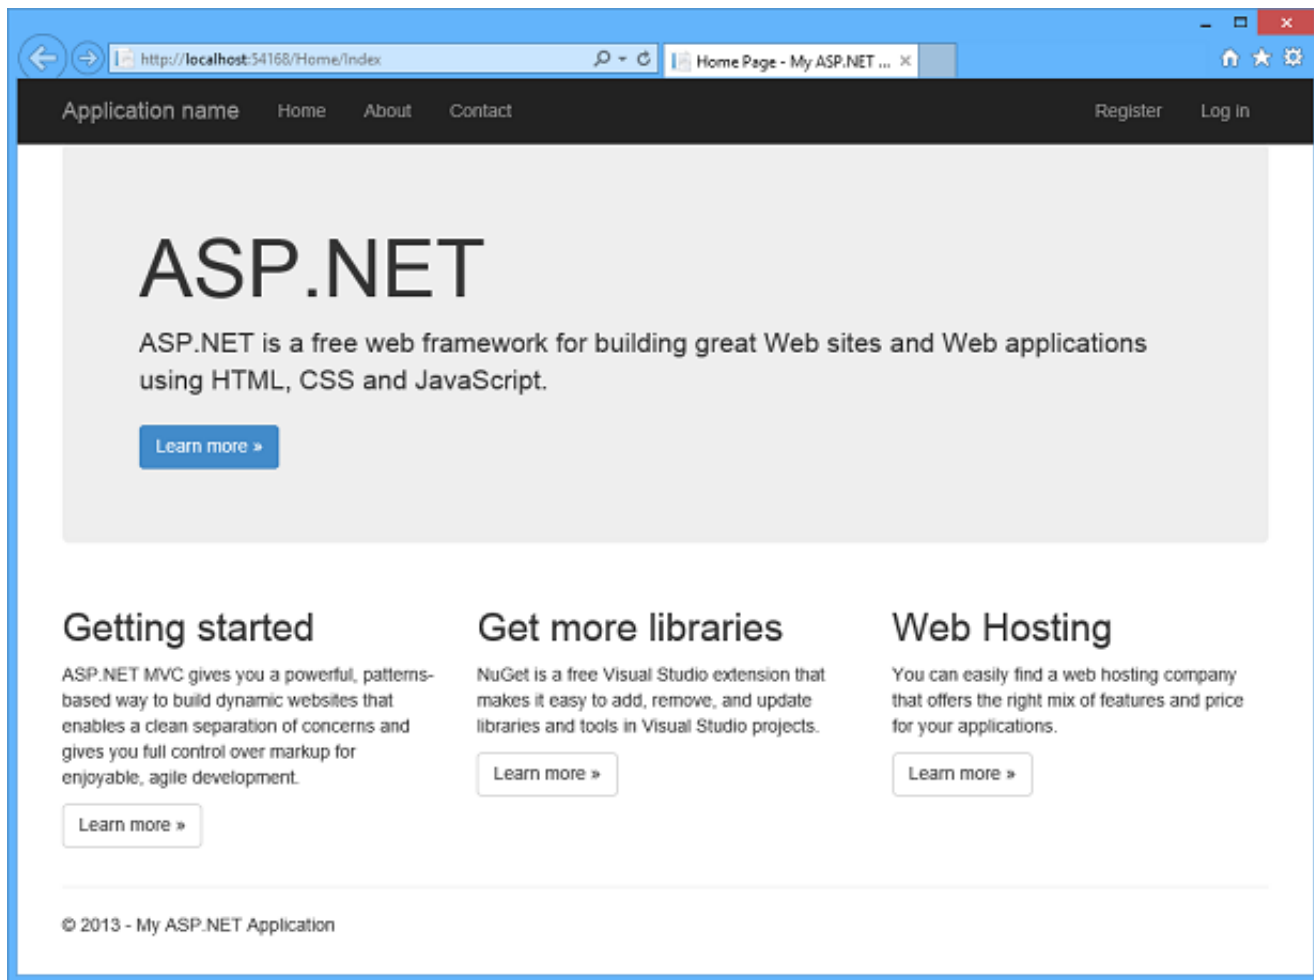 http://localhost:54168/Home/Index
Home Page - My ASP.NET ...
Application name Home About Contact Register Log in
ASP.NET
ASP.NET is a free web framework for building great Web sites and Web applications
using HTML, CSS and JavaScript.
Learn more »
Getting started
ASP.NET MVC gives you a powerful, patterns-
based way to build dynamic websites that
enables a clean separation of concerns and
gives you full control over markup for
enjoyable, agile development.
Learn more »
Get more libraries
NuGet is a free Visual Studio extension that
makes it easy to add, remove, and update
libraries and tools in Visual Studio projects.
Learn more »
Web Hosting
You can easily find a web hosting company
that offers the right mix of features and price
for your applications.
Learn more »
© 2013 - My ASP.NET Application